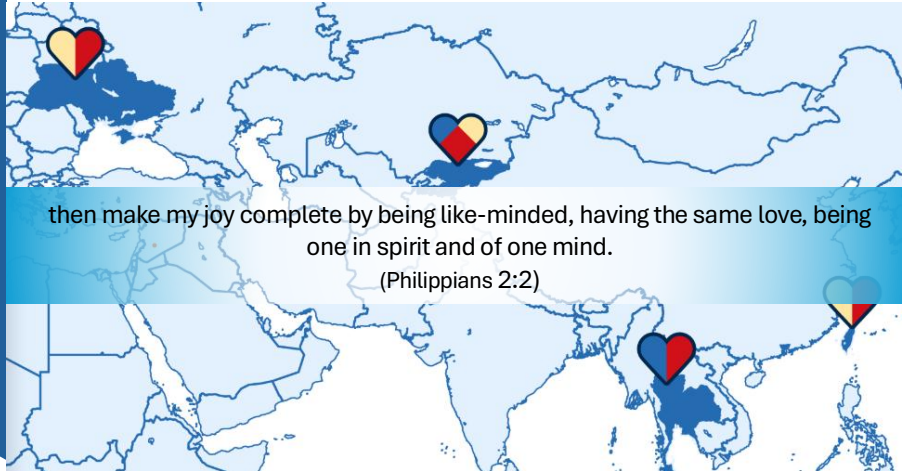 then make my joy complete by being like-minded, having the same love, being
one in spirit and of one mind.
(Philippians 2:2)